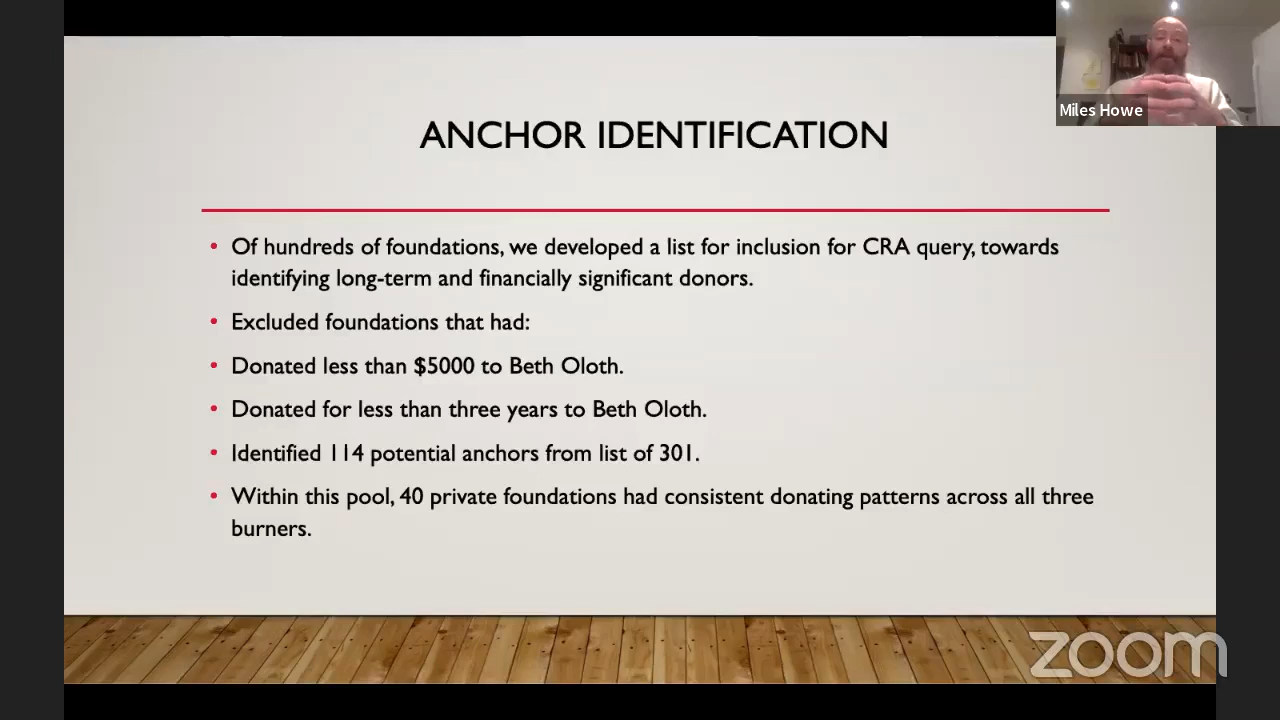 Miles Howe
ANCHOR IDENTIFICATION
• Of hundreds of foundations, we developed a list for inclusion for CRA query, towards
identifying long-term and financially significant donors.
• Excluded foundations that had:
• Donated less than $5000 to Beth Oloth.
• Donated for less than three years to Beth Oloth.
• Identified 114 potential anchors from list of 301.
• Within this pool, 40 private foundations had consistent donating patterns across all three
burners.
zoom